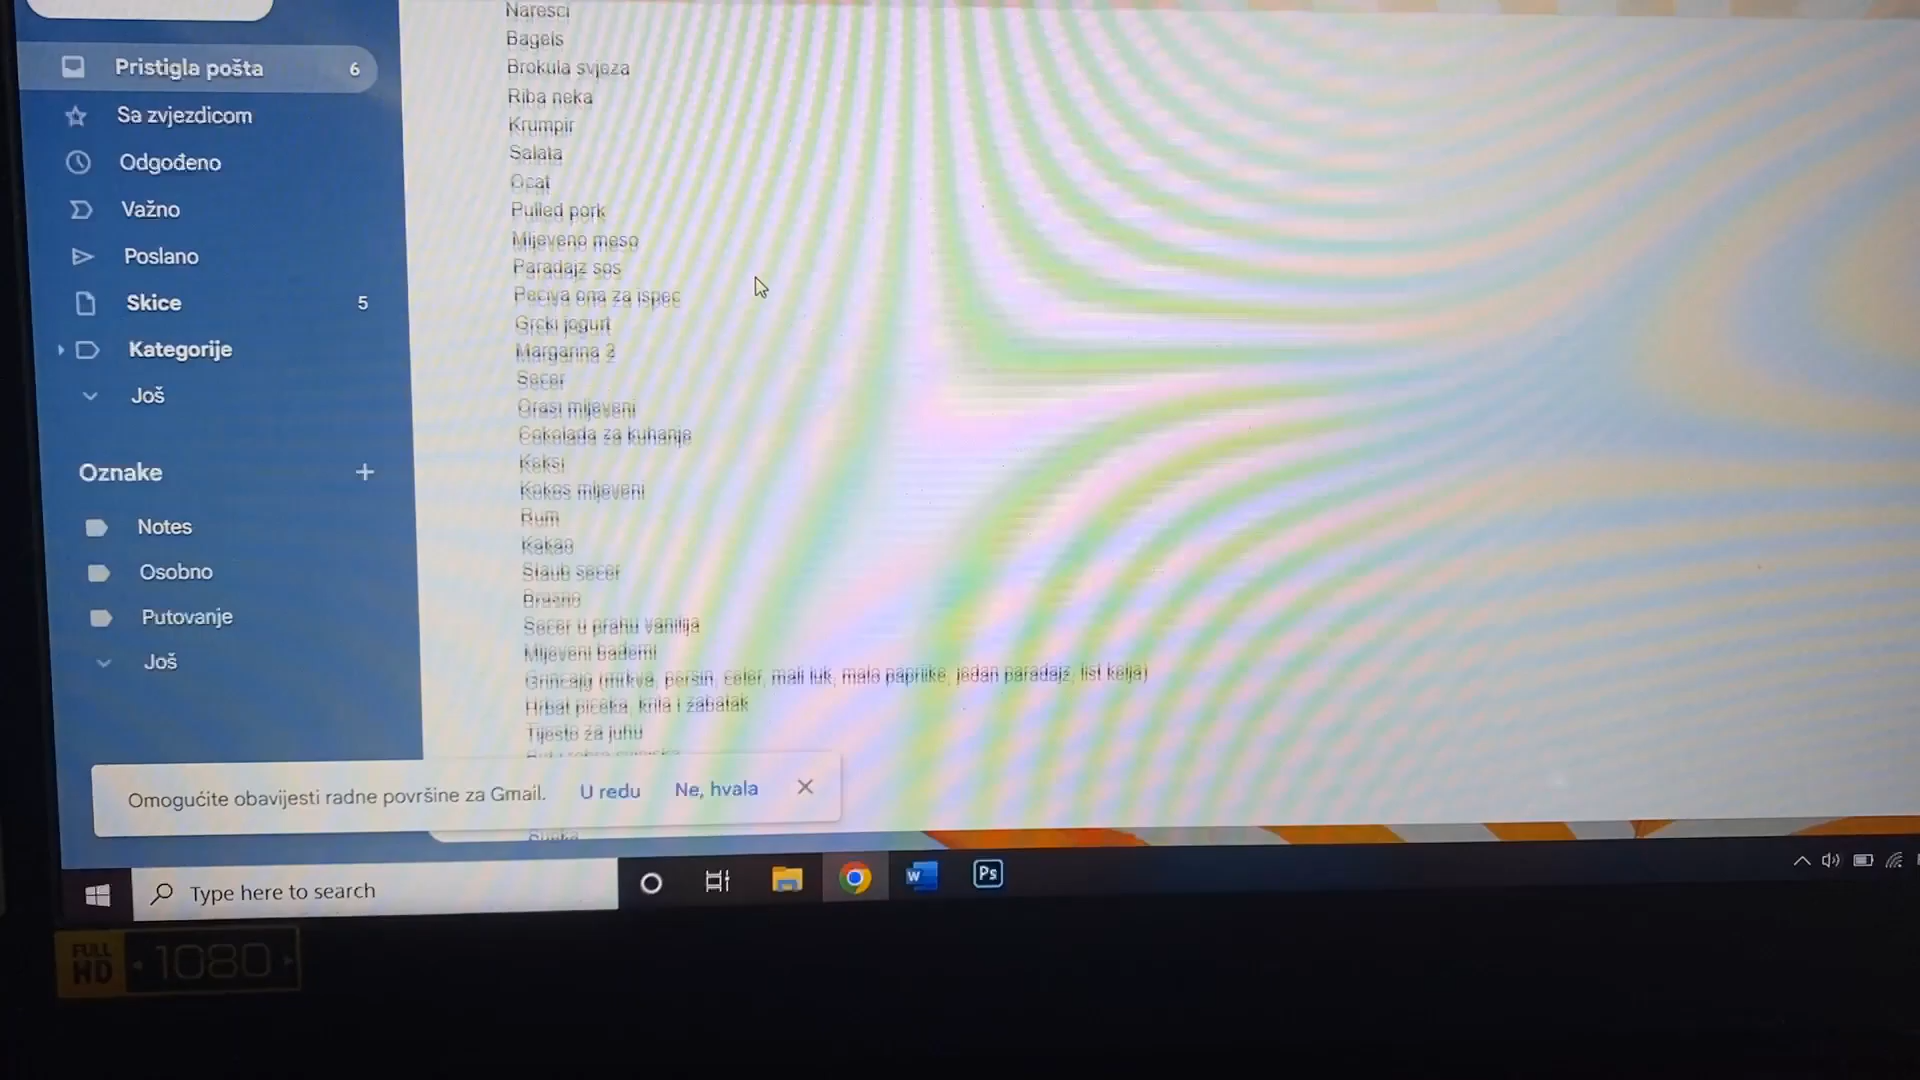 Pristigla pošta 6
Sa zvjezdicom
Odgođeno
Važno
Poslano
Skice 5
Kategorije
Još
Oznake +
Notes
Osobno
Putovanje
Još
Naresci
Bagels
Brokula svjeza
Riba neka
Krumpir
Salata
Ocat
Pulled pork
Mljeveno meso
Paradajz sos
Peciva ona za ispec
Grcki jogurt
Margarina 2
Secer
Orasi mljeveni
Cokolada za kuhanje
Keksi
Kokos mljeveni
Rum
Kakao
Staub secer
Brasno
Secer u prahu vanilija
Mljeveni bademi
Grincajg (mrkva, persin, celer, mali luk, malo paprike, jedan paradajz, list kelja)
Hrbat piceka, krila i zabatak
Tijesto za juhu
Omogućite obavijesti radne površine za Gmail. U redu Ne, hvala
Type here to search
W
Ps
FULL HD 1080